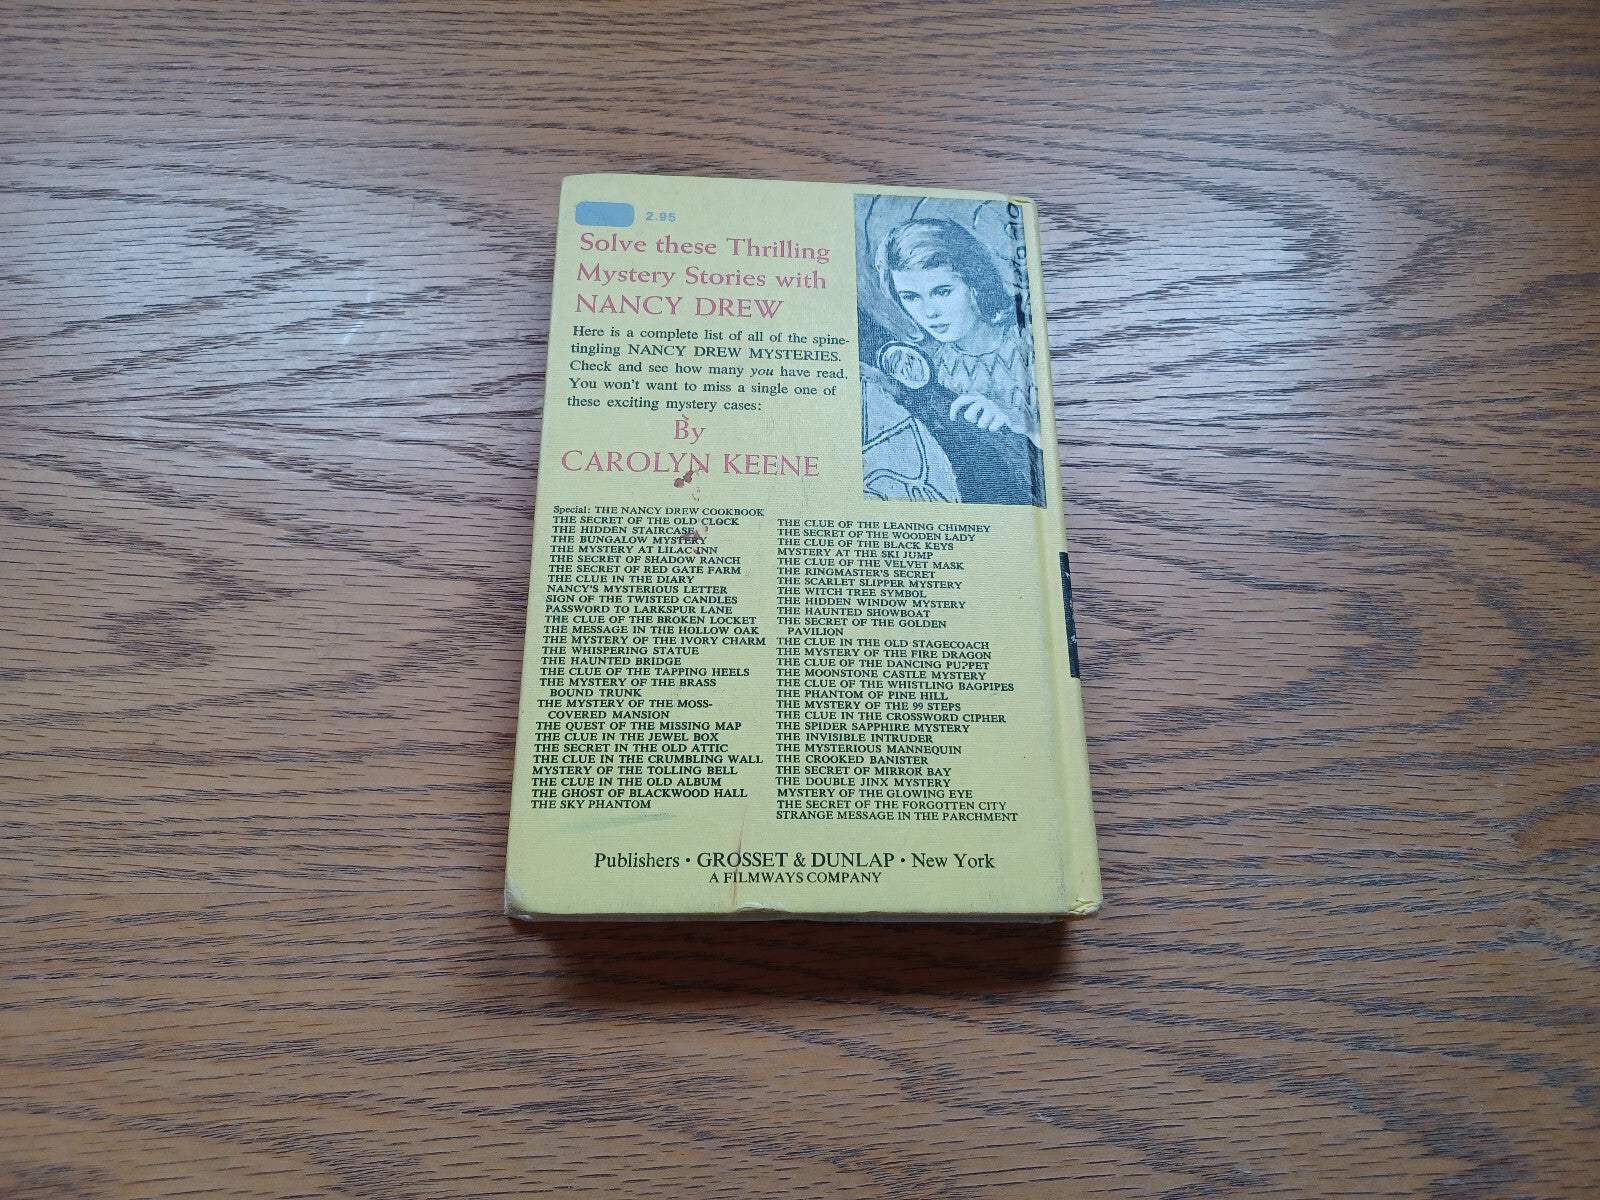 2.95
Solve these Thrilling
Mystery Stories with
NANCY DREW
Here is a complete list of all of the spine-
tingling NANCY DREW MYSTERIES.
Check and see how many you have read.
You won't want to miss a single one of
these exciting mystery cases:
By
CAROLYN KEENE
Special: THE NANCY DREW COOKBOOK
THE SECRET OF THE OLD CLOCK
THE HIDDEN STAIRCASE
THE BUNGALOW MYSTERY
THE MYSTERY AT LILAC INN
THE SECRET OF SHADOW RANCH
THE SECRET OF RED GATE FARM
THE CLUE IN THE DIARY
NANCY'S MYSTERIOUS LETTER
SIGN OF THE TWISTED CANDLES
PASSWORD TO LARKSPUR LANE
THE CLUE OF THE BROKEN LOCKET
THE MESSAGE IN THE HOLLOW OAK
THE MYSTERY OF THE IVORY CHARM
THE WHISPERING STATUE
THE HAUNTED BRIDGE
THE CLUE OF THE TAPPING HEELS
THE MYSTERY OF THE BRASS
BOUND TRUNK
THE MYSTERY OF THE MOSS-
COVERED MANSION
THE QUEST OF THE MISSING MAP
THE CLUE IN THE JEWEL BOX
THE SECRET IN THE OLD ATTIC
THE CLUE IN THE CRUMBLING WALL
MYSTERY OF THE TOLLING BELL
THE CLUE IN THE OLD ALBUM
THE GHOST OF BLACKWOOD HALL
THE SKY PHANTOM
THE CLUE OF THE LEANING CHIMNEY
THE SECRET OF THE WOODEN LADY
THE CLUE OF THE BLACK KEYS
MYSTERY AT THE SKI JUMP
THE CLUE OF THE VELVET MASK
THE RINGMASTER'S SECRET
THE SCARLET SLIPPER MYSTERY
THE WITCH TREE SYMBOL
THE HIDDEN WINDOW MYSTERY
THE HAUNTED SHOWBOAT
THE SECRET OF THE GOLDEN
PAVILION
THE CLUE IN THE OLD STAGECOACH
THE MYSTERY OF THE FIRE DRAGON
THE CLUE OF THE DANCING PUPPET
THE MOONSTONE CASTLE MYSTERY
THE CLUE OF THE WHISTLING BAGPIPES
THE PHANTOM OF PINE HILL
THE MYSTERY OF THE 99 STEPS
THE CLUE IN THE CROSSWORD CIPHER
THE SPIDER SAPPHIRE MYSTERY
THE INVISIBLE INTRUDER
THE MYSTERIOUS MANNEQUIN
THE CROOKED BANISTER
THE SECRET OF MIRROR BAY
THE DOUBLE JINX MYSTERY
MYSTERY OF THE GLOWING EYE
THE SECRET OF THE FORGOTTEN CITY
STRANGE MESSAGE IN THE PARCHMENT
Publishers • GROSSET & DUNLAP • New York
A FILMWAYS COMPANY